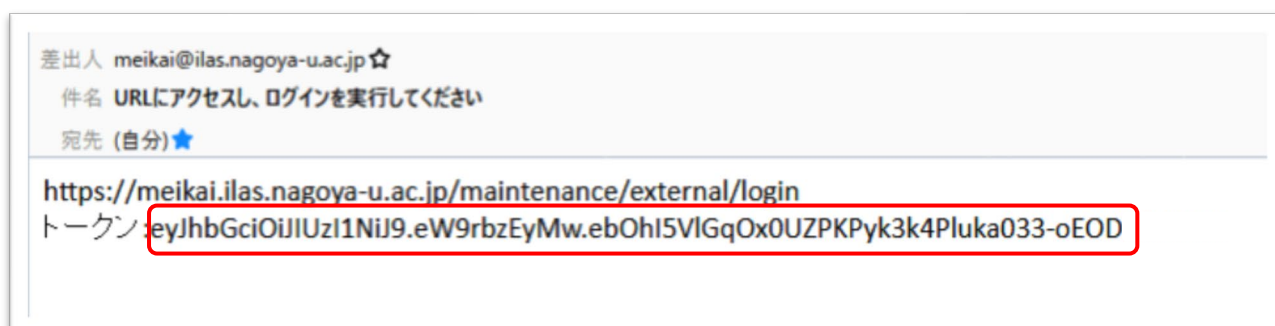 差出人 meikai@ilas.nagoya-u.ac.jp
件名 URLにアクセスし、ログインを実行してください
宛先 (自分)
https://meikai.ilas.nagoya-u.ac.jp/maintenance/external/login
トークン:eyJhbGciOiJIUzI1NiJ9.eW9rbzEyMw.ebOhI5VlGqOx0UZPKPyk3k4Pluka033-oEOD